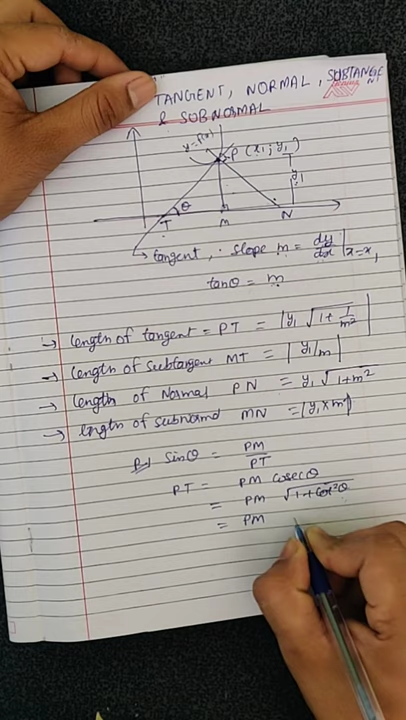 TANGENT, NORMAL, SUBTANGENT
& SUBNORMAL
y=f(x)
P (x₁, y₁)
y₁
θ
T M N
tangent, slope m = dy/dx |x=x₁
tanθ = m
→ length of tangent = PT = |y₁ √1+1/m²|
→ length of subtangent MT = |y₁/m|
→ length of Normal PN = y₁ √1+m²
→ length of subnormal MN = |y₁ x m|
Sinθ = PM/PT
PT = PM cosecθ
= PM √1+cot²θ
= PM